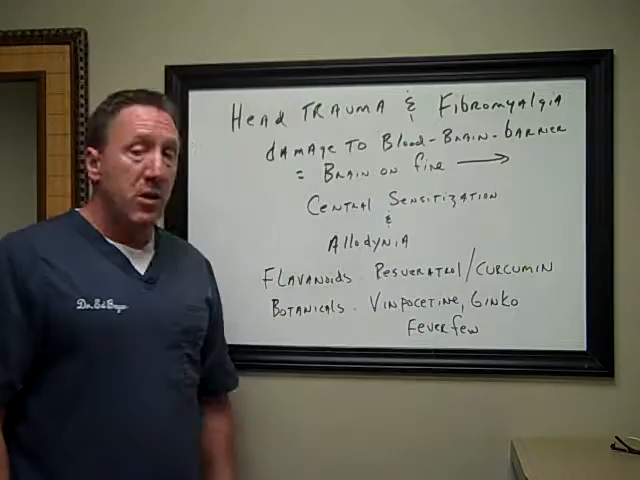 Head Trauma & Fibromyalgia
damage to Blood-Brain-barrier
= Brain on fire →
Central Sensitization
&
Allodynia
Flavanoids. Resveratrol/Curcumin
Botanicals. Vinpocetine, Ginko
Feverfew
Dr. Ed